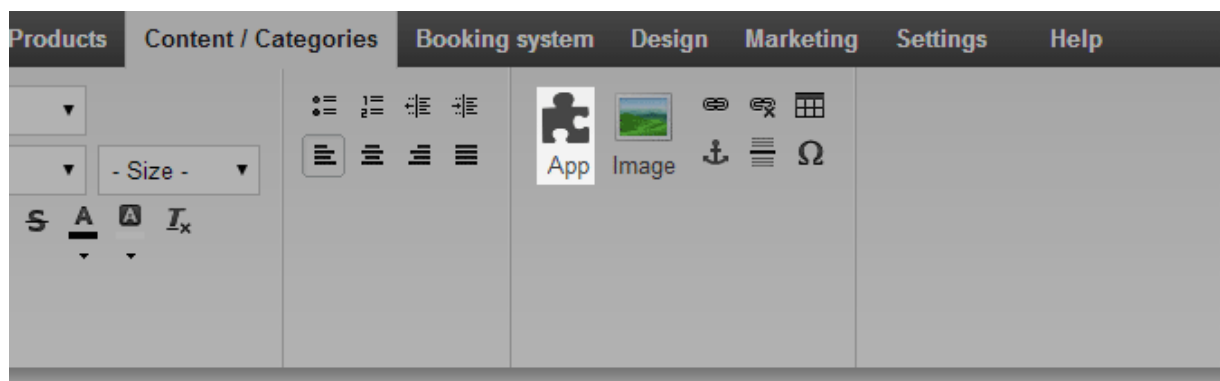 Products Content / Categories Booking system Design Marketing Settings Help
- Size -
App Image